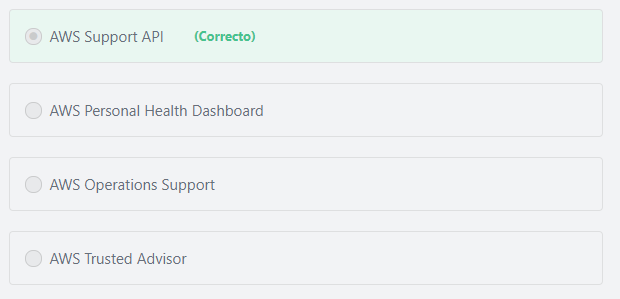 AWS Support API (Correcto)
AWS Personal Health Dashboard
AWS Operations Support
AWS Trusted Advisor